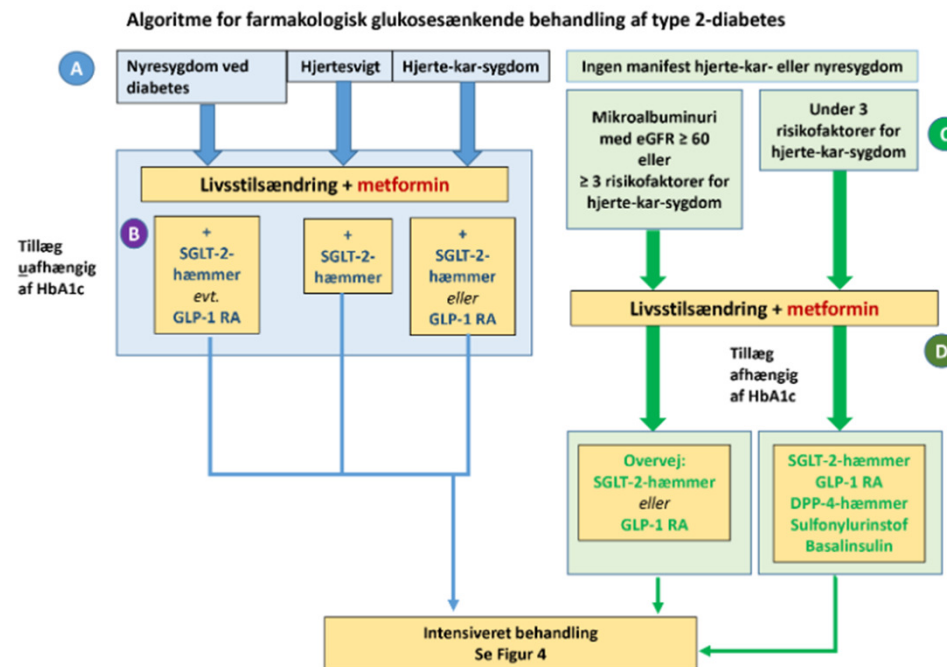 Algoritme for farmakologisk glukosesænkende behandling af type 2-diabetes
A
Nyresygdom ved
diabetes
Hjertesvigt
Hjerte-kar-sygdom
Livsstilsændring + metformin
Tillæg
uafhængig
af HbA1c
B
+
SGLT-2-
hæmmer
evt.
GLP-1 RA
+
SGLT-2-
hæmmer
+
SGLT-2-
hæmmer
eller
GLP-1 RA
Ingen manifest hjerte-kar- eller nyresygdom
Mikroalbuminuri
med eGFR ≥ 60
eller
≥ 3 risikofaktorer for
hjerte-kar-sygdom
Under 3
risikofaktorer for
hjerte-kar-sygdom
C
Livsstilsændring + metformin
D
Tillæg
afhængig
af HbA1c
Overvej:
SGLT-2-hæmmer
eller
GLP-1 RA
SGLT-2-hæmmer
GLP-1 RA
DPP-4-hæmmer
Sulfonylurinstof
Basalinsulin
Intensiveret behandling
Se Figur 4